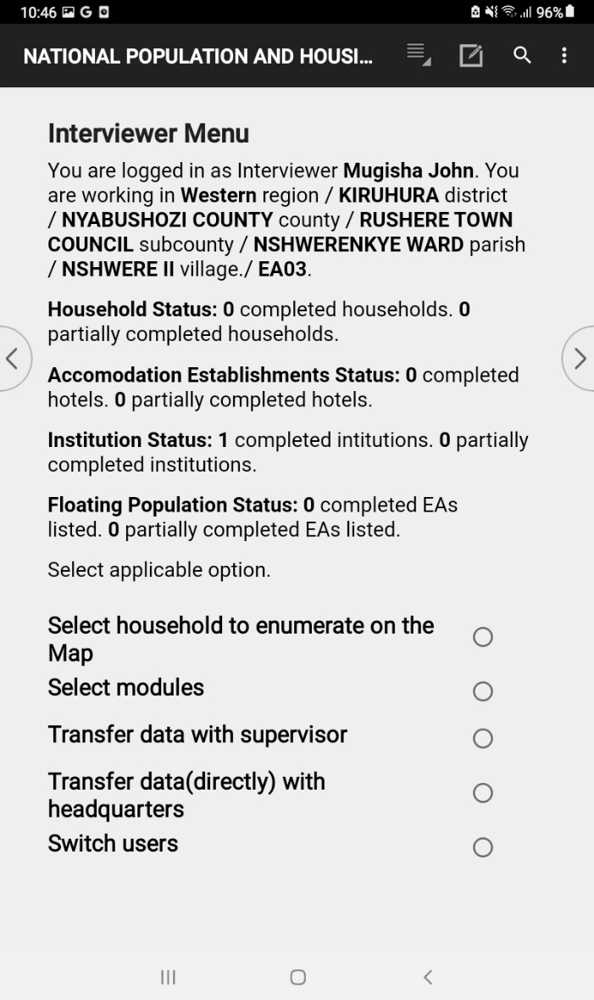 10:46 G 96%
NATIONAL POPULATION AND HOUSI...
Interviewer Menu
You are logged in as Interviewer Mugisha John. You
are working in Western region / KIRUHURA district
/ NYABUSHOZI COUNTY county / RUSHERE TOWN
COUNCIL subcounty / NSHWERENKYE WARD parish
/ NSHWERE II village./ EA03.
Household Status: 0 completed households. 0
partially completed households.
Accomodation Establishments Status: 0 completed
hotels. 0 partially completed hotels.
Institution Status: 1 completed intitutions. 0 partially
completed institutions.
Floating Population Status: 0 completed EAs
listed. 0 partially completed EAs listed.
Select applicable option.
Select household to enumerate on the
Map
Select modules
Transfer data with supervisor
Transfer data(directly) with
headquarters
Switch users